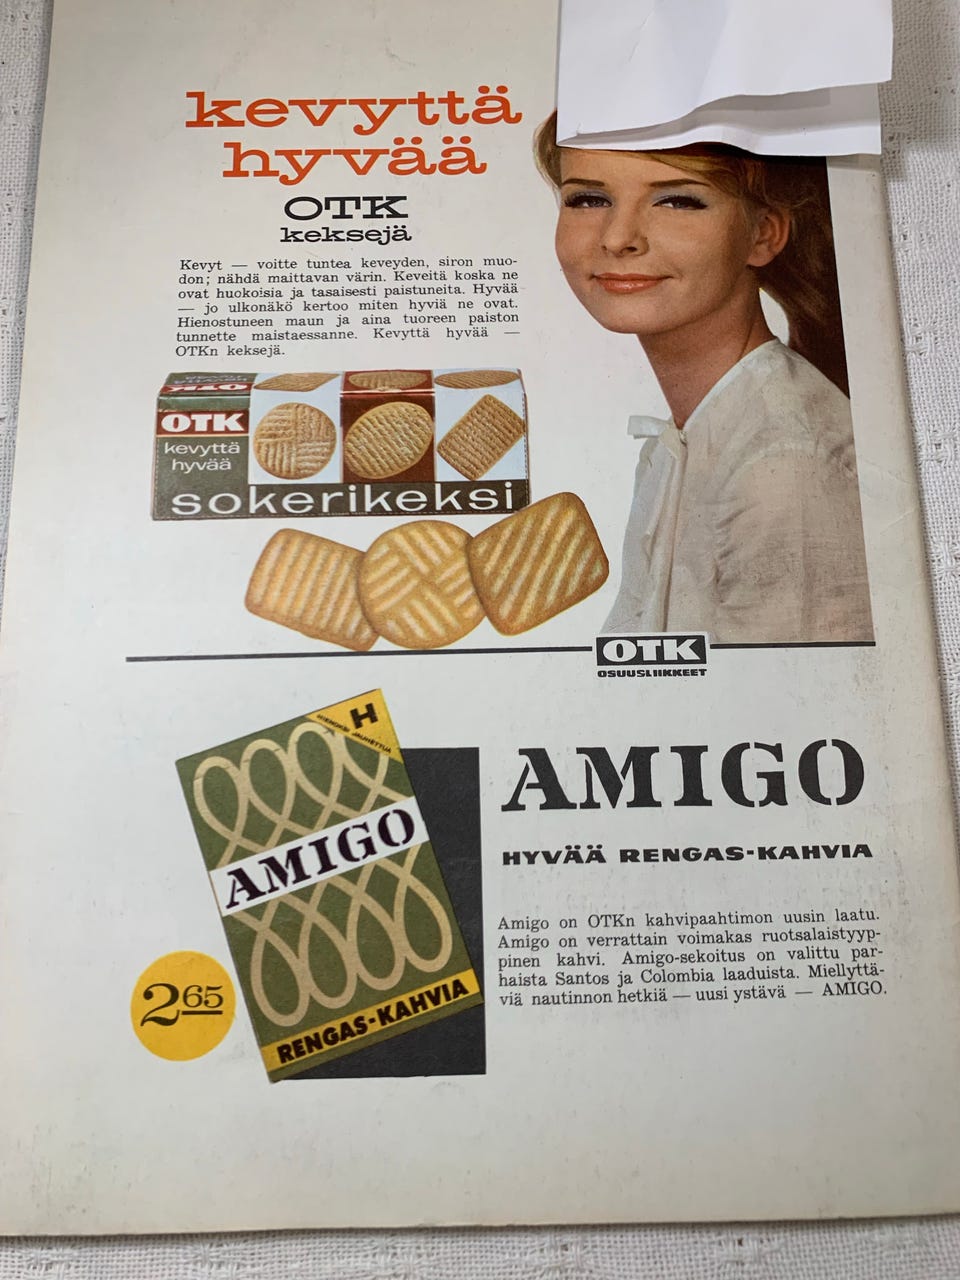 kevyttä
hyvää
OTK
keksejä
Kevyt — voitte tuntea keveyden, siron muo-
don; nähdä maittavan värin. Keveitä koska ne
ovat huokoisia ja tasaisesti paistuneita. Hyvää
— jo ulkonäkö kertoo miten hyviä ne ovat.
Hienostuneen maun ja aina tuoreen paiston
tunnette maistaessanne. Kevyttä hyvää —
OTKn keksejä.
OTK
OTK
kevyttä
hyvää
sokerikeksi
OTK
OSUUSLIIKKEET
H
HIENOKSI JAUHETTUA
AMIGO
RENGAS-KAHVIA
2 65
AMIGO
HYVÄÄ RENGAS-KAHVIA
Amigo on OTKn kahvipaahtimon uusin laatu.
Amigo on verrattain voimakas ruotsalaistyyp-
pinen kahvi. Amigo-sekoitus on valittu par-
haista Santos ja Colombia laaduista. Miellyttä-
viä nautinnon hetkiä — uusi ystävä — AMIGO.